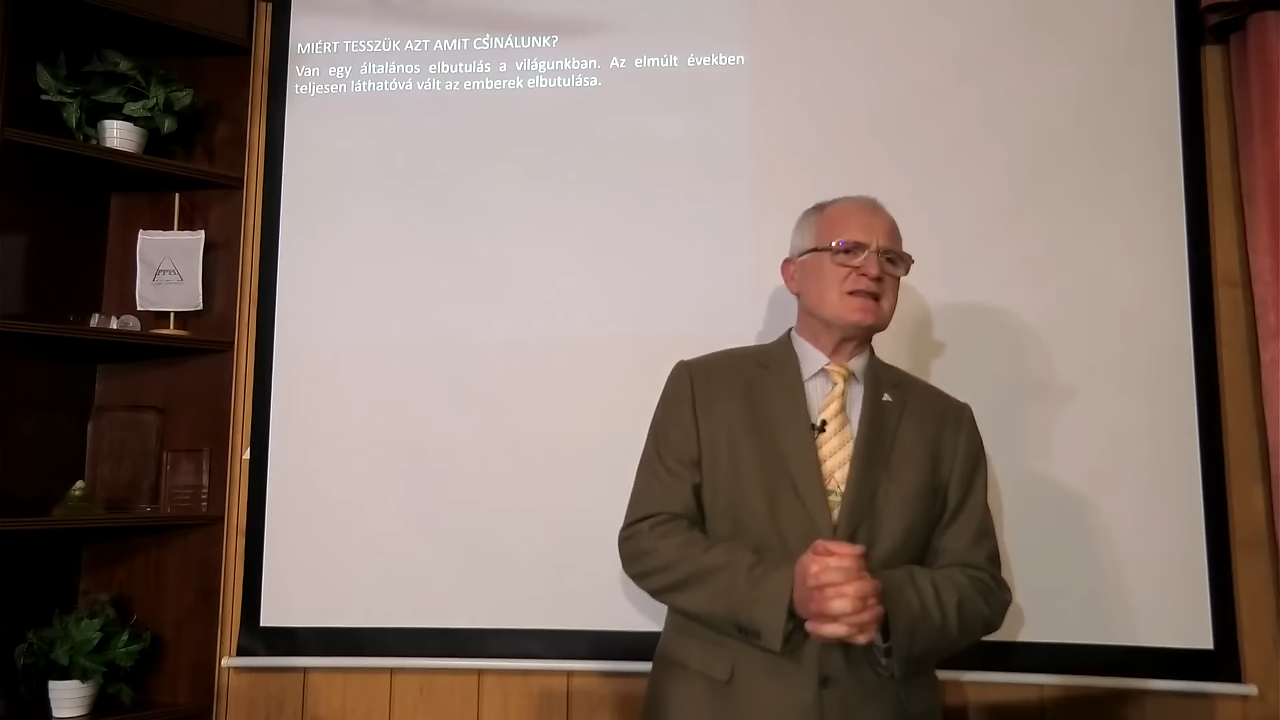 MIÉRT TESSZÜK AZT AMIT CSINÁLUNK?
Van egy általános elbutulás a világunkban. Az elmúlt években
teljesen láthatóvá vált az emberek elbutulása.